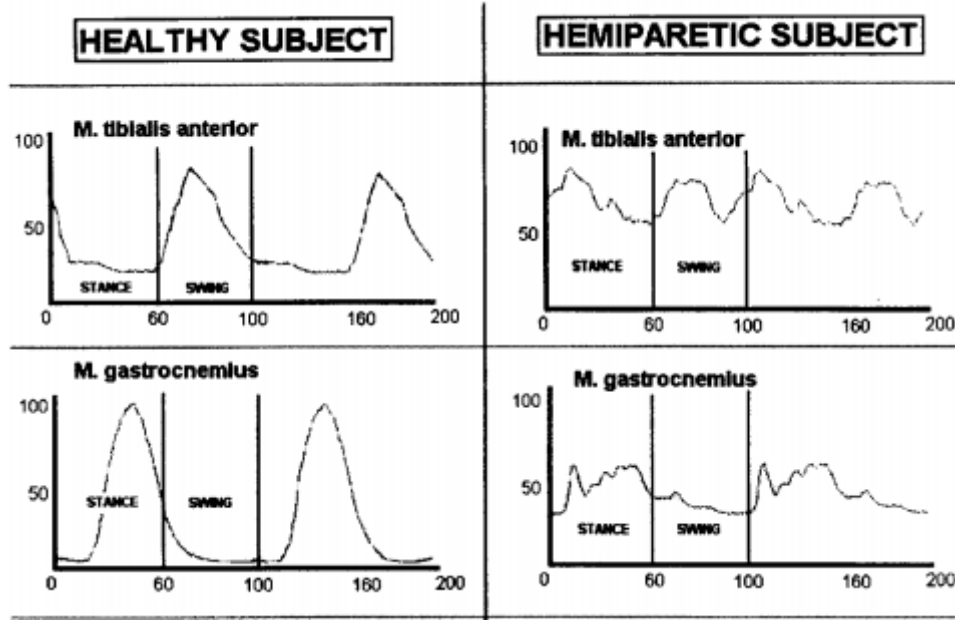 HEALTHY SUBJECT
HEMIPARETIC SUBJECT
M. tibialis anterior
100
50
STANCE
SWING
0 60 100 160 200
M. tibialis anterior
100
50
STANCE
SWING
0 60 100 160 200
M. gastrocnemius
100
50
STANCE
SWING
0 60 100 160 200
M. gastrocnemius
100
50
STANCE
SWING
0 60 100 160 200